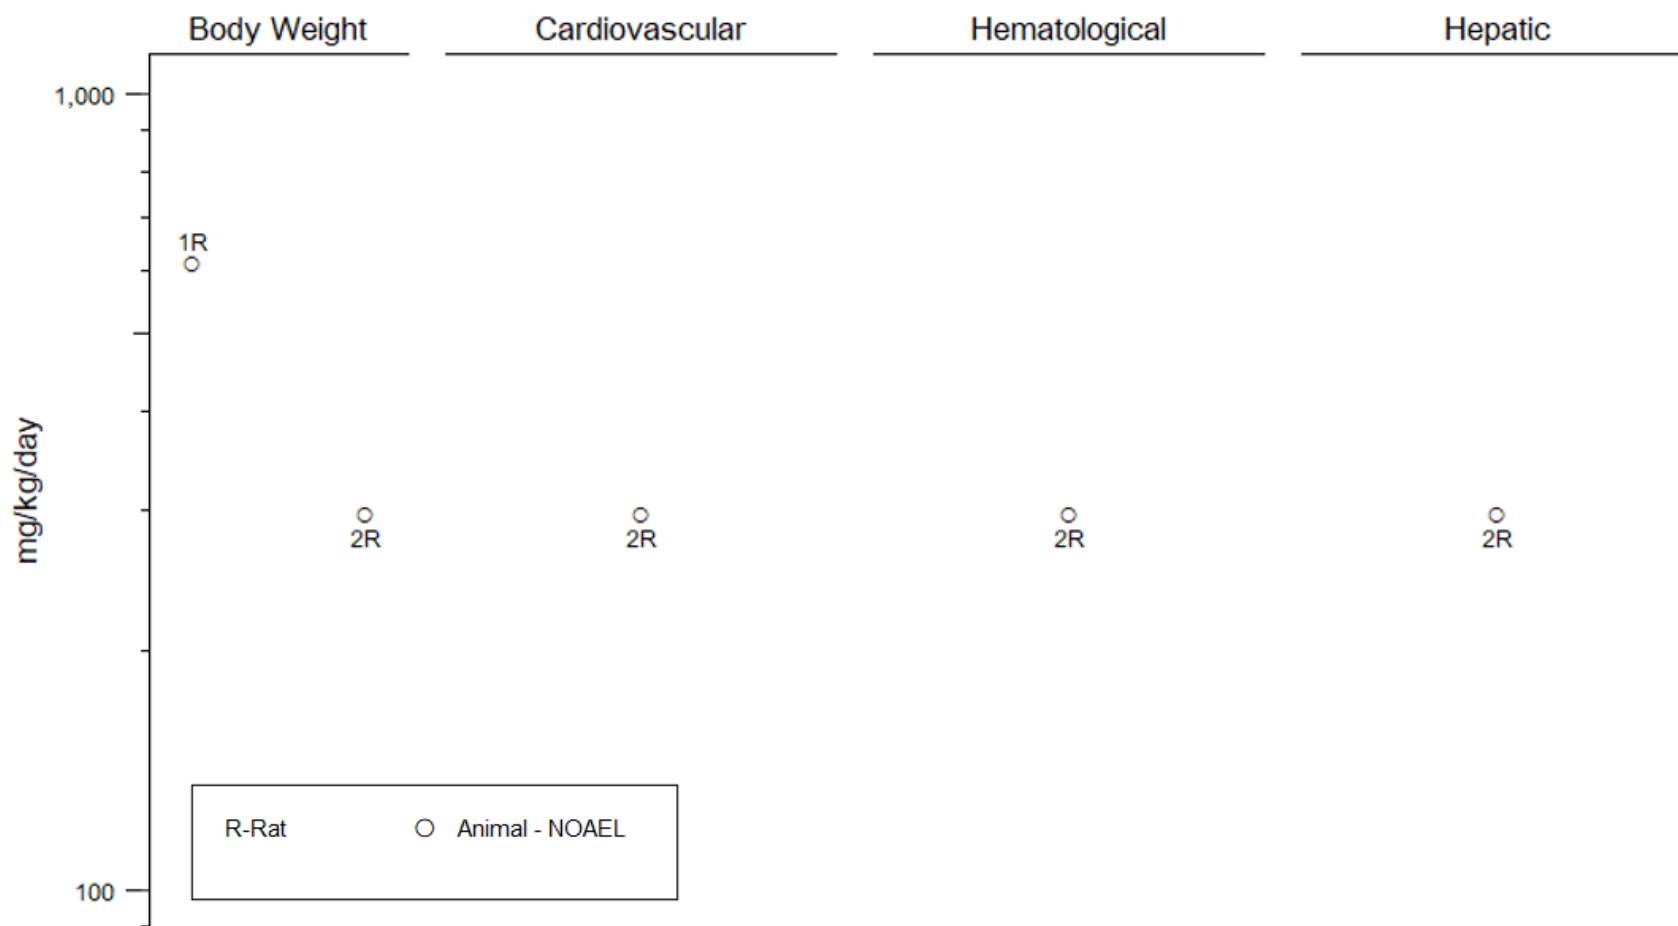 Body Weight Cardiovascular Hematological Hepatic
1,000
1R
mg/kg/day
2R 2R 2R 2R
R-Rat Animal - NOAEL
100